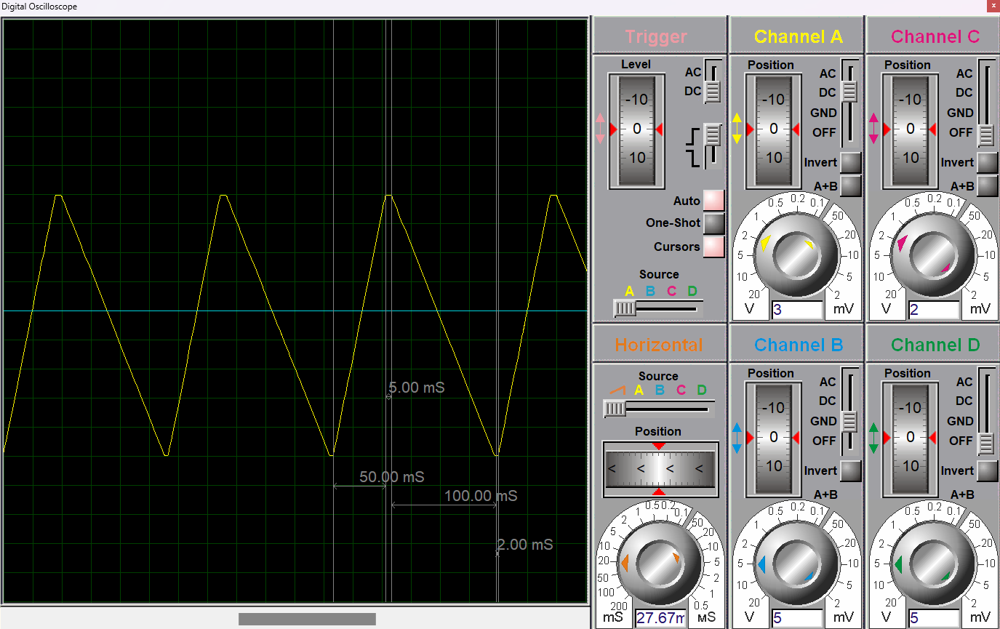 Digital Oscilloscope
x
5.00 mS
50.00 mS
100.00 mS
2.00 mS
Trigger
Level
AC
DC
-10
0
10
Auto
One-Shot
Cursors
Source
A B C D
Channel A
Position
AC
DC
GND
OFF
-10
0
10
Invert
A+B
20 10 5 2 1 0.5 0.2 0.1 50 20 10 5 2
V 3 mV
Channel C
Position
AC
DC
GND
OFF
-10
0
10
Invert
A+B
20 10 5 2 1 0.5 0.2 0.1 50 20 10 5 2
V 2 mV
Horizontal
Source
A B C D
Position
< < < <
200 100 50 20 10 5 2 1 0.5 0.2 0.1 50 20 10 5 2 1 0.5
mS 27.67m мS
Channel B
Position
AC
DC
GND
OFF
-10
0
10
Invert
A+B
20 10 5 2 1 0.5 0.2 0.1 50 20 10 5 2
V 5 mV
Channel D
Position
AC
DC
GND
OFF
-10
0
10
Invert
A+B
20 10 5 2 1 0.5 0.2 0.1 50 20 10 5 2
V 5 mV